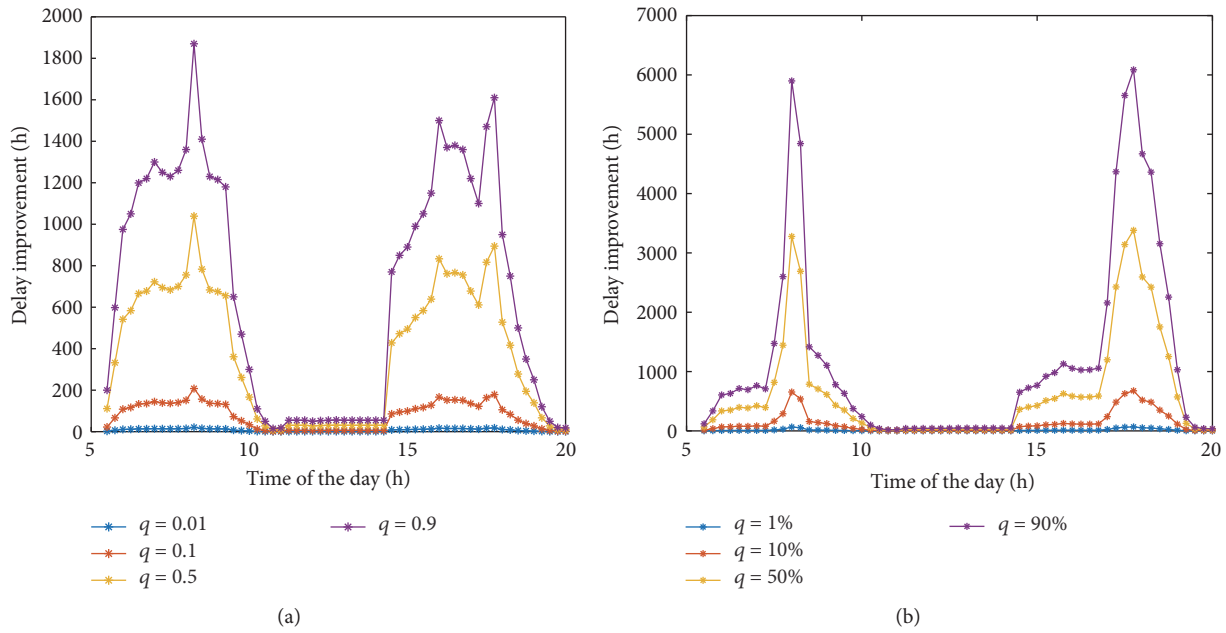 2000
1800
1600
1400
1200
1000
800
600
400
200
0
Delay improvement (h)
5
10
15
20
Time of the day (h)
q = 0.01
q = 0.1
q = 0.5
q = 0.9
(a)
7000
6000
5000
4000
3000
2000
1000
0
Delay improvement (h)
5
10
15
20
Time of the day (h)
q = 1%
q = 10%
q = 50%
q = 90%
(b)